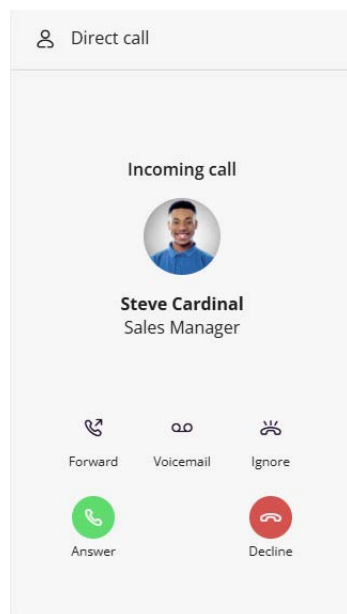 Direct call
Incoming call
Steve Cardinal
Sales Manager
Forward Voicemail Ignore
Answer Decline